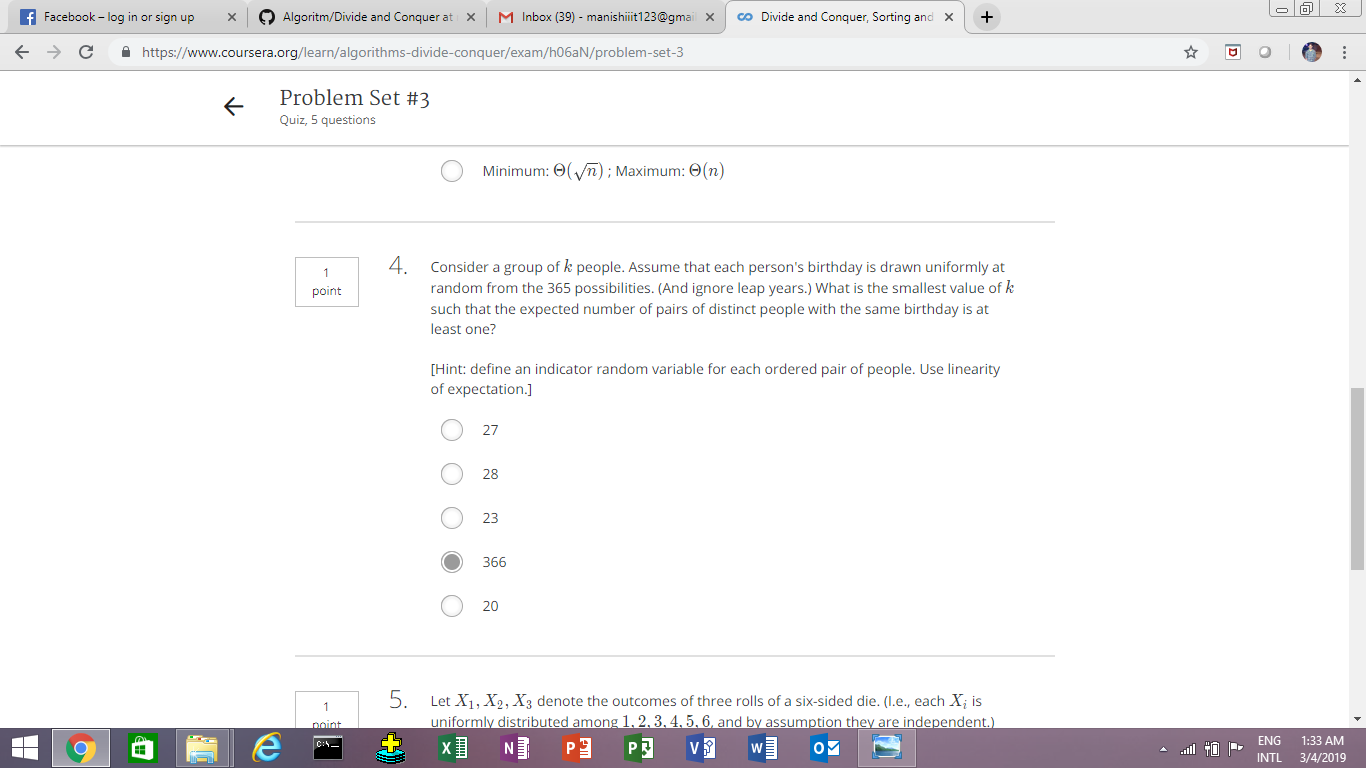 Facebook – log in or sign up
Algoritm/Divide and Conquer at
Inbox (39) - manishiiit123@gmai
Divide and Conquer, Sorting and
https://www.coursera.org/learn/algorithms-divide-conquer/exam/h06aN/problem-set-3
Problem Set #3
Quiz, 5 questions
Minimum: Θ(√n) ; Maximum: Θ(n)
1
point
4.
Consider a group of k people. Assume that each person's birthday is drawn uniformly at
random from the 365 possibilities. (And ignore leap years.) What is the smallest value of k
such that the expected number of pairs of distinct people with the same birthday is at
least one?
[Hint: define an indicator random variable for each ordered pair of people. Use linearity
of expectation.]
27
28
23
366
20
1
point
5.
Let X₁, X₂, X₃ denote the outcomes of three rolls of a six-sided die. (I.e., each Xᵢ is
uniformly distributed among 1, 2, 3, 4, 5, 6, and by assumption they are independent.)
ENG
INTL
1:33 AM
3/4/2019